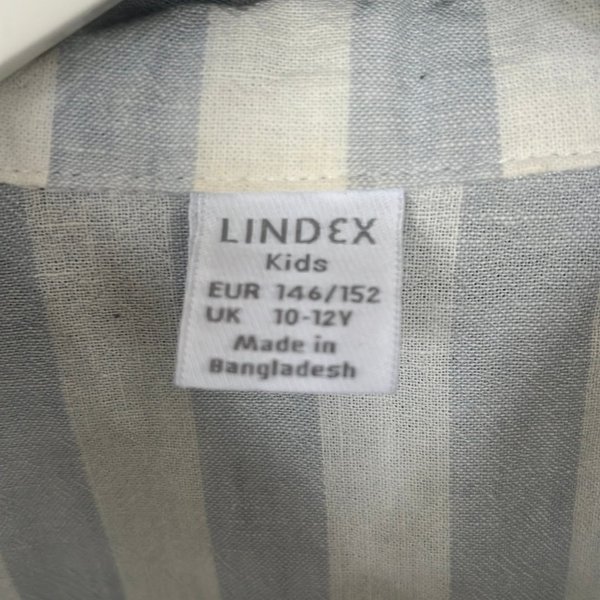 LINDEX
Kids
EUR 146/152
UK 10-12Y
Made in
Bangladesh